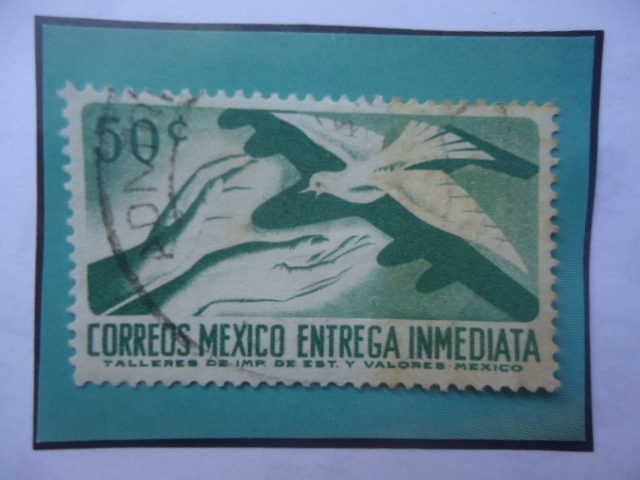 50¢
CORREOS MEXICO ENTREGA INMEDIATA
TALLERES DE IMP. DE EST. Y VALORES-MEXICO